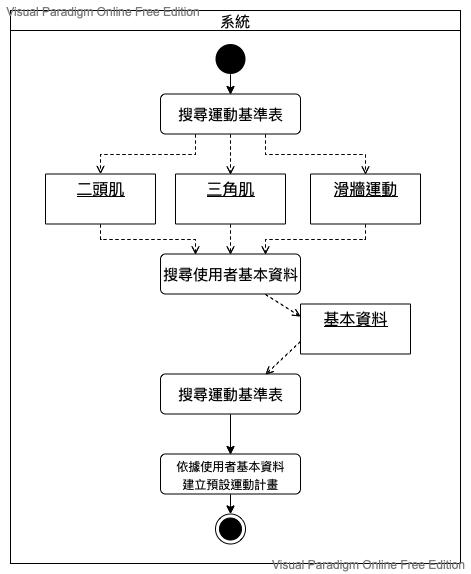 Visual Paradigm Online Free Edition
系統
搜尋運動基準表
二頭肌
三角肌
滑牆運動
搜尋使用者基本資料
基本資料
搜尋運動基準表
依據使用者基本資料
建立預設運動計畫
Visual Paradigm Online Free Edition